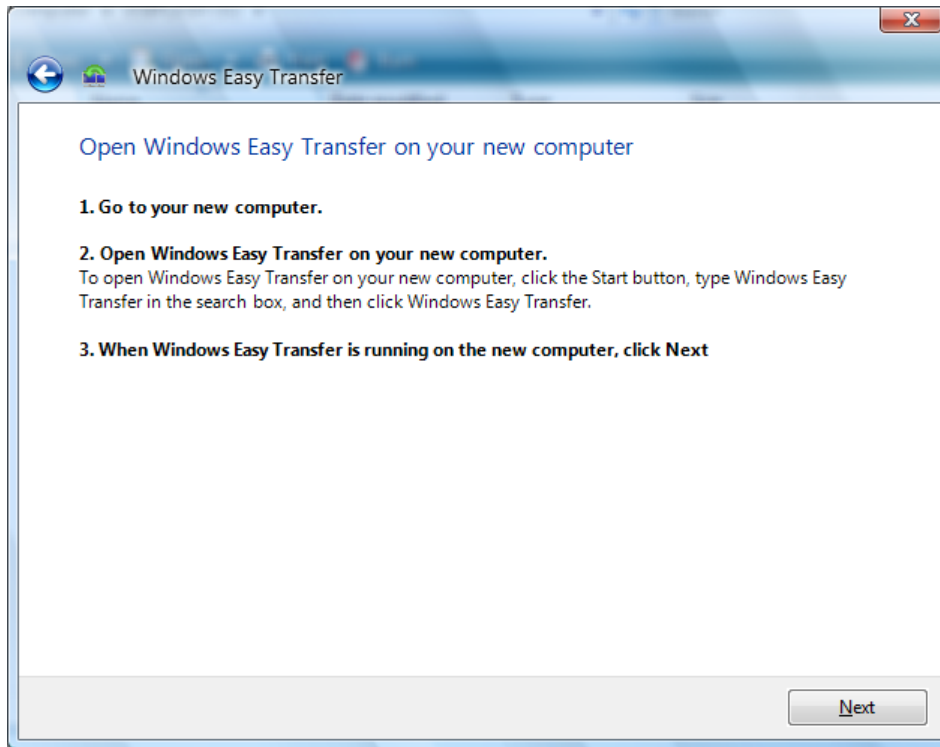 Windows Easy Transfer
Open Windows Easy Transfer on your new computer
1. Go to your new computer.
2. Open Windows Easy Transfer on your new computer.
To open Windows Easy Transfer on your new computer, click the Start button, type Windows Easy
Transfer in the search box, and then click Windows Easy Transfer.
3. When Windows Easy Transfer is running on the new computer, click Next
Next